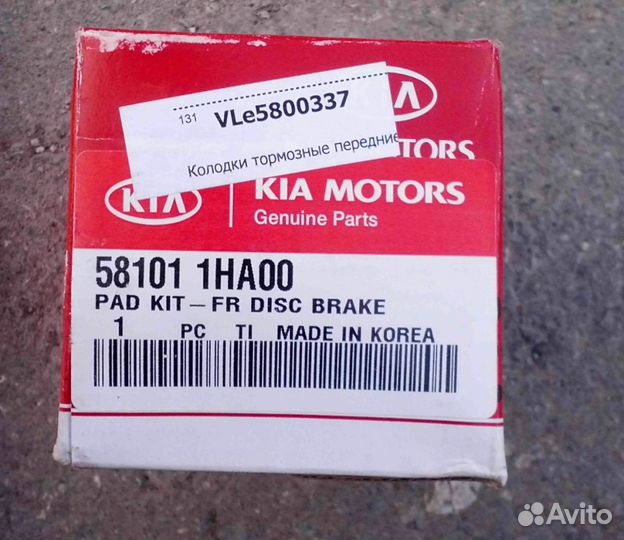 131 VLe5800337
Колодки тормозные передние
KIA
TORS
KIA MOTORS
Genuine Parts
58101 1HA00
PAD KIT – FR DISC BRAKE
1 PC TI MADE IN KOREA
Avito